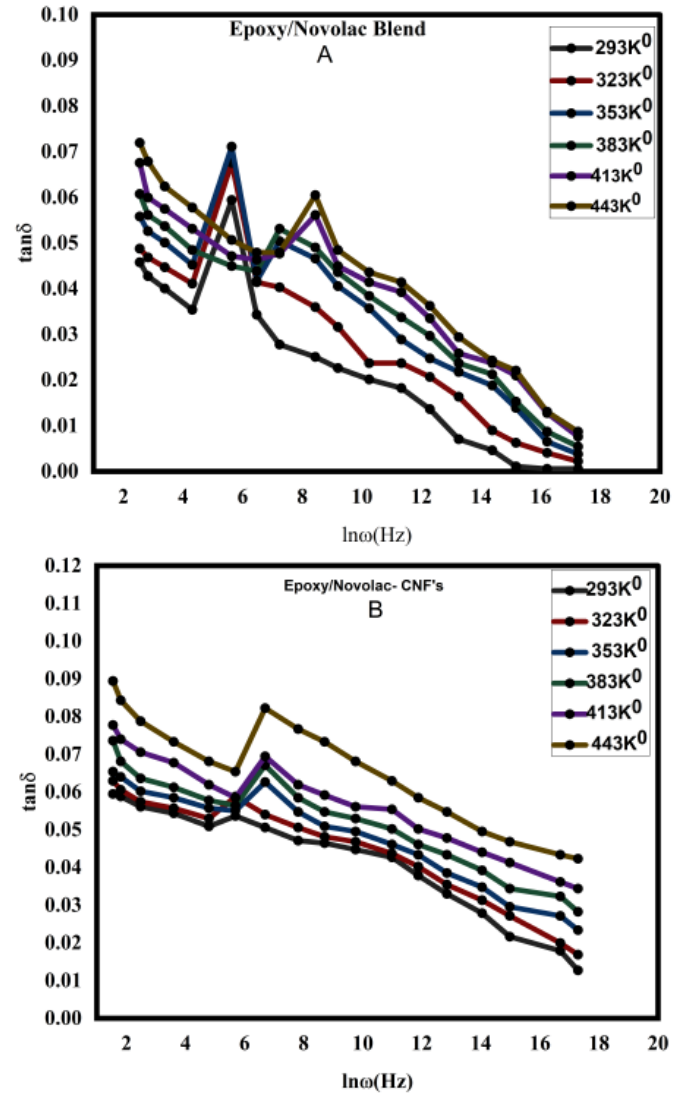 Epoxy/Novolac Blend
A
293K⁰
323K⁰
353K⁰
383K⁰
413K⁰
443K⁰
0.10
0.09
0.08
0.07
0.06
0.05
0.04
0.03
0.02
0.01
0.00
tanδ
2 4 6 8 10 12 14 16 18 20
lnω(Hz)
Epoxy/Novolac- CNF's
B
293K⁰
323K⁰
353K⁰
383K⁰
413K⁰
443K⁰
0.12
0.11
0.10
0.09
0.08
0.07
0.06
0.05
0.04
0.03
0.02
0.01
0.00
tanδ
2 4 6 8 10 12 14 16 18 20
lnω(Hz)